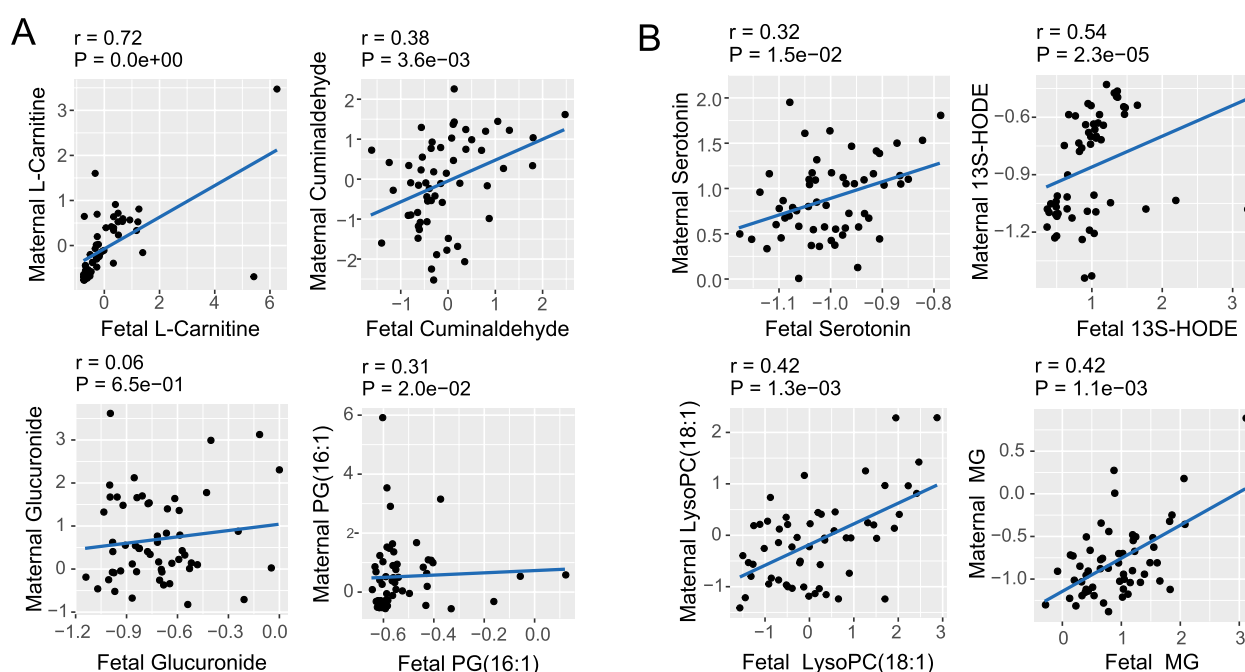 A
r = 0.72
P = 0.0e+00
Maternal L-Carnitine
3
2
1
0
0
2
4
6
Fetal L-Carnitine
r = 0.38
P = 3.6e−03
Maternal Cuminaldehyde
2
1
0
−1
−2
−1
0
1
2
Fetal Cuminaldehyde
B
r = 0.32
P = 1.5e−02
Maternal Serotonin
2.0
1.5
1.0
0.5
0.0
−1.1
−1.0
−0.9
−0.8
Fetal Serotonin
r = 0.54
P = 2.3e−05
Maternal 13S-HODE
−0.6
−0.9
−1.2
1
2
3
Fetal 13S-HODE
r = 0.06
P = 6.5e−01
Maternal Glucuronide
3
2
1
0
−1
−1.2
−0.9
−0.6
−0.3
0.0
Fetal Glucuronide
r = 0.31
P = 2.0e−02
Maternal PG(16:1)
6
4
2
0
−0.6
−0.4
−0.2
0.0
Fetal PG(16:1)
r = 0.42
P = 1.3e−03
Maternal LysoPC(18:1)
2
1
0
−1
−1
0
1
2
3
Fetal LysoPC(18:1)
r = 0.42
P = 1.1e−03
Maternal MG
0.5
0.0
−0.5
−1.0
0
1
2
3
Fetal MG